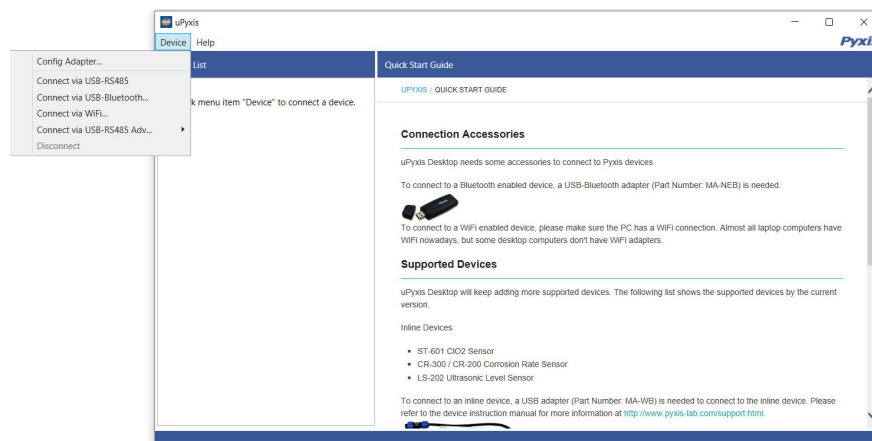 uPyxis
Device Help
Config Adapter...
Connect via USB-RS485
Connect via USB-Bluetooth...
Connect via WiFi...
Connect via USB-RS485 Adv...
Disconnect
List
menu item "Device" to connect a device.
Quick Start Guide
UPYXIS / QUICK START GUIDE
Connection Accessories
uPyxis Desktop needs some accessories to connect to Pyxis devices
To connect to a Bluetooth enabled device, a USB-Bluetooth adapter (Part Number: MA-NEB) is needed.
To connect to a WiFi enabled device, please make sure the PC has a WiFi connection. Almost all laptop computers have
WiFi nowadays, but some desktop computers don't have WiFi adapters.
Supported Devices
uPyxis Desktop will keep adding more supported devices. The following list shows the supported devices by the current
version.
Inline Devices
ST-601 ClO2 Sensor
CR-300 / CR-200 Corrosion Rate Sensor
LS-202 Ultrasonic Level Sensor
To connect to an inline device, a USB adapter (Part Number: MA-WB) is needed to connect to the inline device. Please
refer to the device instruction manual for more information at http://www.pyxis-lab.com/support.html.